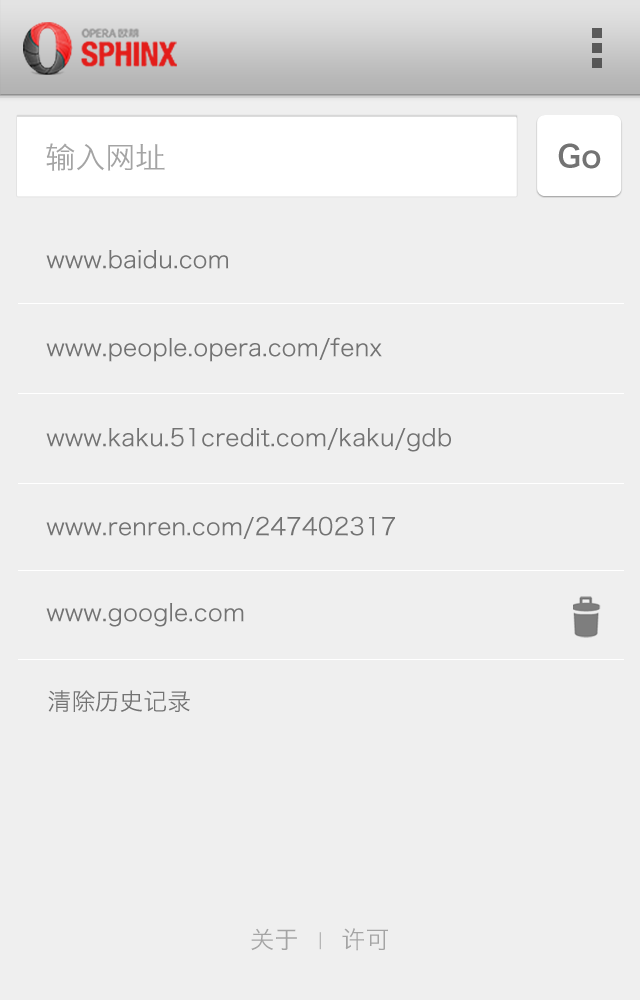 OPERA 欧朋
SPHINX
输入网址
Go
www.baidu.com
www.people.opera.com/fenx
www.kaku.51credit.com/kaku/gdb
www.renren.com/247402317
www.google.com
清除历史记录
关于 | 许可